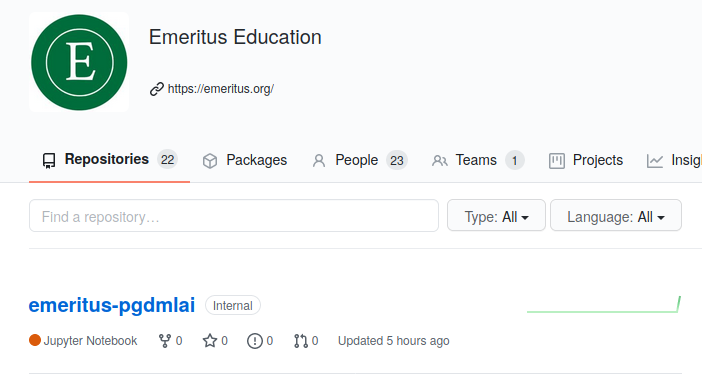 E
Emeritus Education
https://emeritus.org/
Repositories 22 Packages People 23 Teams 1 Projects Insig
Find a repository… Type: All Language: All
emeritus-pgdmlai Internal
Jupyter Notebook 0 0 0 0 Updated 5 hours ago